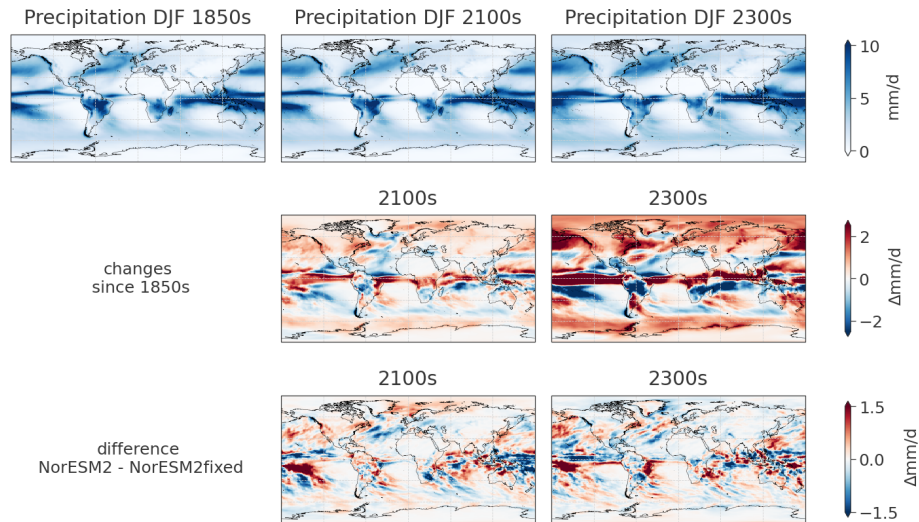 Precipitation DJF 1850s Precipitation DJF 2100s Precipitation DJF 2300s
10
5
0
mm/d
2100s 2300s
changes
since 1850s
2
0
−2
Δmm/d
2100s 2300s
difference
NorESM2 - NorESM2fixed
1.5
0.0
−1.5
Δmm/d